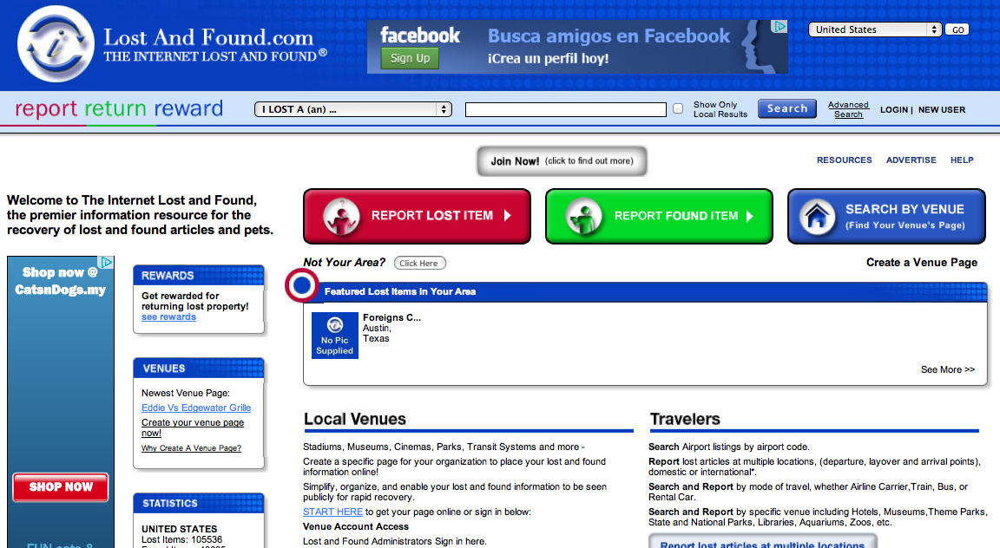 Lost And Found.com
THE INTERNET LOST AND FOUND®
facebook
Sign Up
Busca amigos en Facebook
¡Crea un perfil hoy!
United States
GO
report return reward
I LOST A (an) ...
Show Only
Local Results
Search
Advanced
Search
LOGIN | NEW USER
Join Now! (click to find out more)
RESOURCES ADVERTISE HELP
Welcome to The Internet Lost and Found,
the premier information resource for the
recovery of lost and found articles and pets.
REPORT LOST ITEM
REPORT FOUND ITEM
SEARCH BY VENUE
(Find Your Venue's Page)
Not Your Area? Click Here
Create a Venue Page
Shop now @
CatsnDogs.my
SHOP NOW
REWARDS
Get rewarded for
returning lost property!
see rewards
VENUES
Newest Venue Page:
Eddie Vs Edgewater Grille
Create your venue page
now!
Why Create A Venue Page?
STATISTICS
UNITED STATES
Lost Items: 105536
Featured Lost Items in Your Area
No Pic
Supplied
Foreigns C...
Austin,
Texas
See More >>
Local Venues
Stadiums, Museums, Cinemas, Parks, Transit Systems and more -
Create a specific page for your organization to place your lost and found
information online!
Simplify, organize, and enable your lost and found information to be seen
publicly for rapid recovery.
START HERE to get your page online or sign in below:
Venue Account Access
Lost and Found Administrators Sign in here.
Travelers
Search Airport listings by airport code.
Report lost articles at multiple locations, (departure, layover and arrival points),
domestic or international*.
Search and Report by mode of travel, whether Airline Carrier,Train, Bus, or
Rental Car.
Search and Report by specific venue including Hotels, Museums,Theme Parks,
State and National Parks, Libraries, Aquariums, Zoos, etc.
Report lost articles at multiple locations